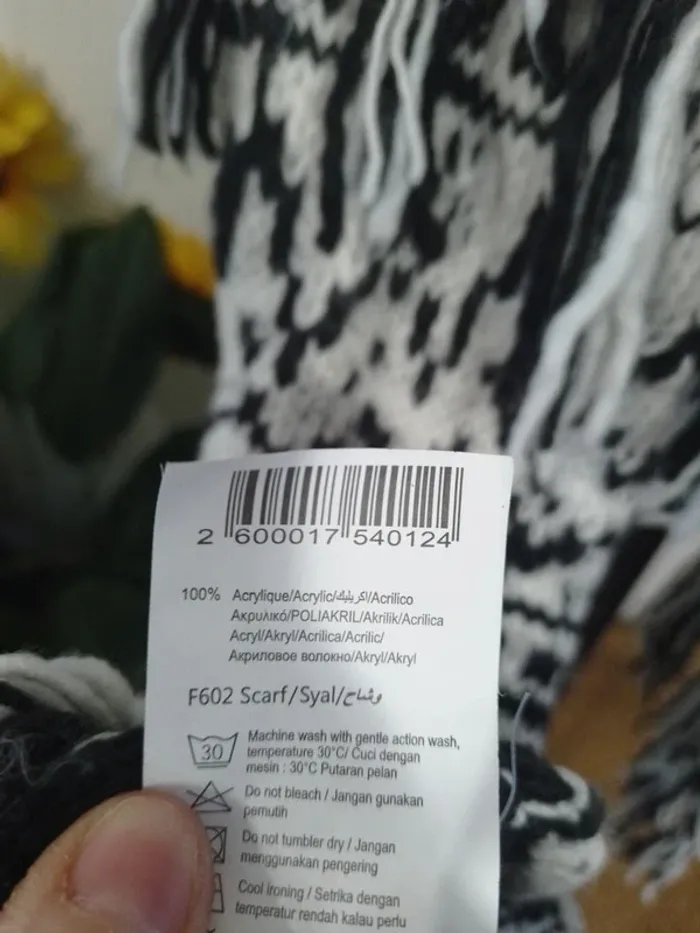 2 600017 540124
100% Acrylique/Acrylic/اكريليك/Acrilico
Ακρυλικό/POLIAKRIL/Akrilik/Acrilica
Acryl/Akryl/Acrilica/Acrilic/
Акриловое волокно/Akryl/Akryl
F602 Scarf/Syal/وشاح
30
Machine wash with gentle action wash,
temperature 30°C/ Cuci dengan
mesin : 30°C Putaran pelan
Do not bleach / Jangan gunakan
pemutih
Do not tumbler dry / Jangan
menggunakan pengering
Cool ironing / Setrika dengan
temperatur rendah kalau perlu